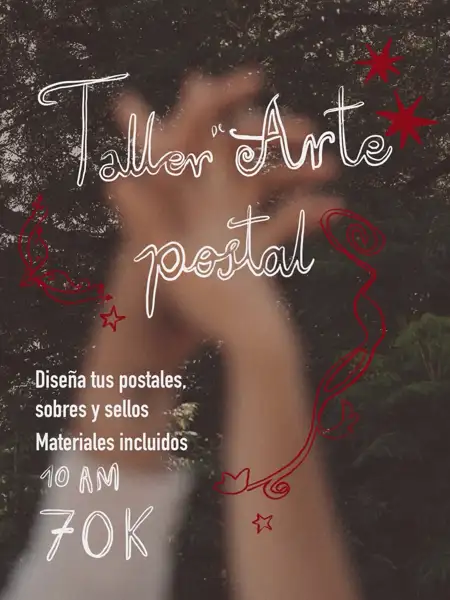 Taller de Arte
postal
Diseña tus postales,
sobres y sellos
Materiales incluidos
10 AM
70K